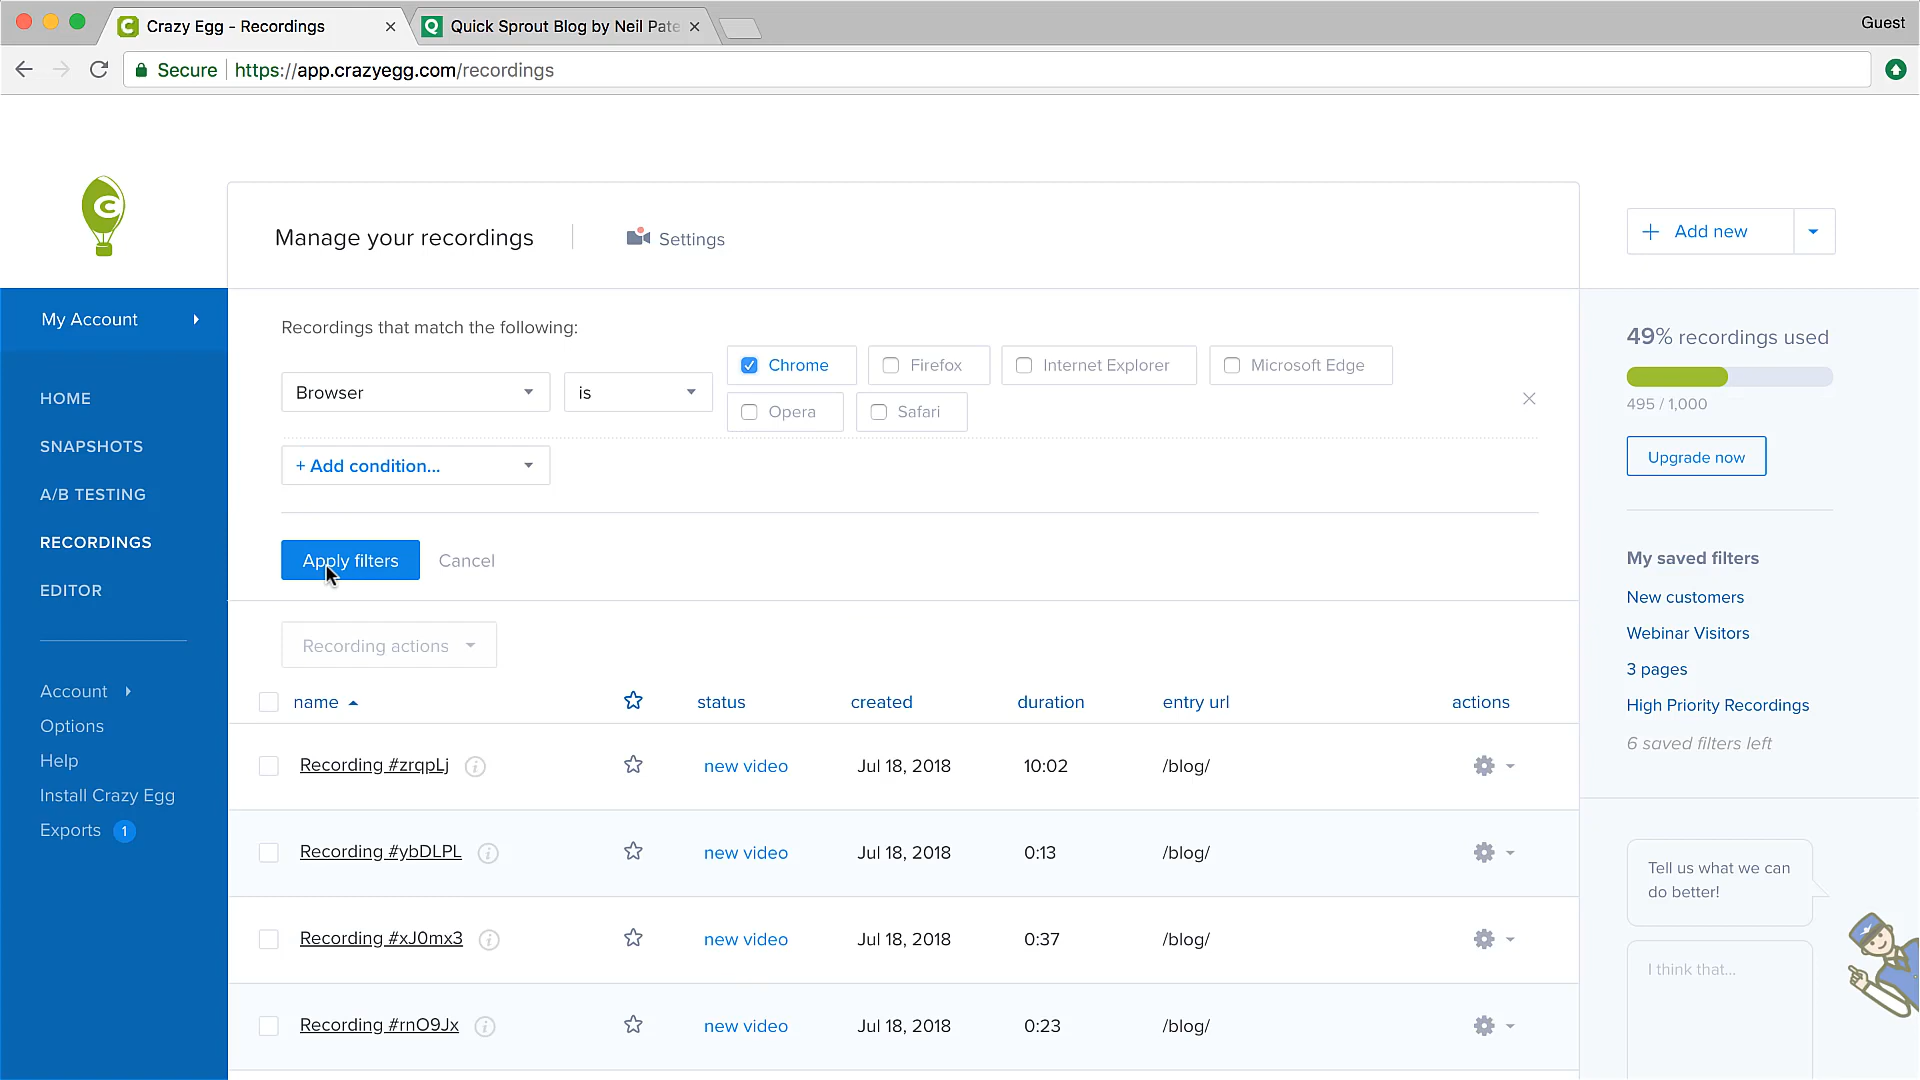 Crazy Egg - Recordings
Quick Sprout Blog by Neil Pate
Guest
Secure
https://app.crazyegg.com/recordings
Manage your recordings
Settings
+ Add new
My Account
Recordings that match the following:
Browser
is
Chrome
Firefox
Internet Explorer
Microsoft Edge
Opera
Safari
+ Add condition...
Apply filters
Cancel
HOME
SNAPSHOTS
A/B TESTING
RECORDINGS
EDITOR
Account
Options
Help
Install Crazy Egg
Exports 1
Recording actions
name
status
created
duration
entry url
actions
Recording #zrqpLj
new video
Jul 18, 2018
10:02
/blog/
Recording #ybDLPL
new video
Jul 18, 2018
0:13
/blog/
Recording #xJ0mx3
new video
Jul 18, 2018
0:37
/blog/
Recording #rnO9Jx
new video
Jul 18, 2018
0:23
/blog/
49% recordings used
495 / 1,000
Upgrade now
My saved filters
New customers
Webinar Visitors
3 pages
High Priority Recordings
6 saved filters left
Tell us what we can
do better!
I think that...